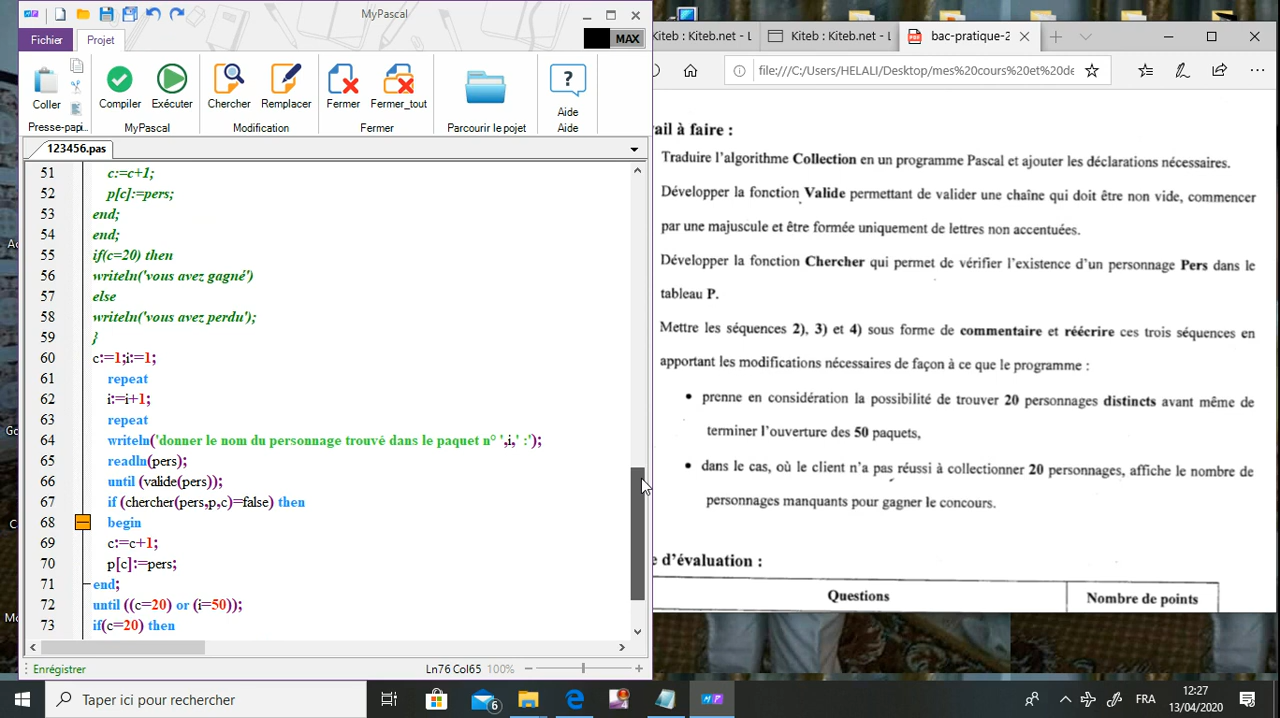 MyPascal
Fichier
Projet
MAX
Coller
Compiler
Exécuter
Chercher
Remplacer
Fermer
Fermer_tout
Parcourir le pojet
Aide
Presse-papi...
MyPascal
Modification
Fermer
Aide
123456.pas
51 c:=c+1;
52 p[c]:=pers;
53 end;
54 end;
55 if(c=20) then
56 writeln('vous avez gagné')
57 else
58 writeln('vous avez perdu');
59 }
60 c:=1;i:=1;
61 repeat
62 i:=i+1;
63 repeat
64 writeln('donner le nom du personnage trouvé dans le paquet n° ',i,' :');
65 readln(pers);
66 until (valide(pers));
67 if (chercher(pers,p,c)=false) then
68 begin
69 c:=c+1;
70 p[c]:=pers;
71 end;
72 until ((c=20) or (i=50));
73 if(c=20) then
Enregistrer
Ln76 Col65 100%
Kiteb : Kiteb.net - L
Kiteb : Kiteb.net - L
bac-pratique-2
file:///C:/Users/HELALI/Desktop/mes%20cours%20et%20de
ail à faire :
Traduire l'algorithme Collection en un programme Pascal et ajouter les déclarations nécessaires.
Développer la fonction Valide permettant de valider une chaîne qui doit être non vide, commencer
par une majuscule et être formée uniquement de lettres non accentuées.
Développer la fonction Chercher qui permet de vérifier l'existence d'un personnage Pers dans le
tableau P.
Mettre les séquences 2), 3) et 4) sous forme de commentaire et réécrire ces trois séquences en
apportant les modifications nécessaires de façon à ce que le programme :
• prenne en considération la possibilité de trouver 20 personnages distincts avant même de
terminer l'ouverture des 50 paquets,
• dans le cas, où le client n'a pas réussi à collectionner 20 personnages, affiche le nombre de
personnages manquants pour gagner le concours.
e d'évaluation :
Questions
Nombre de points
Taper ici pour rechercher
6
4
FRA
12:27
13/04/2020